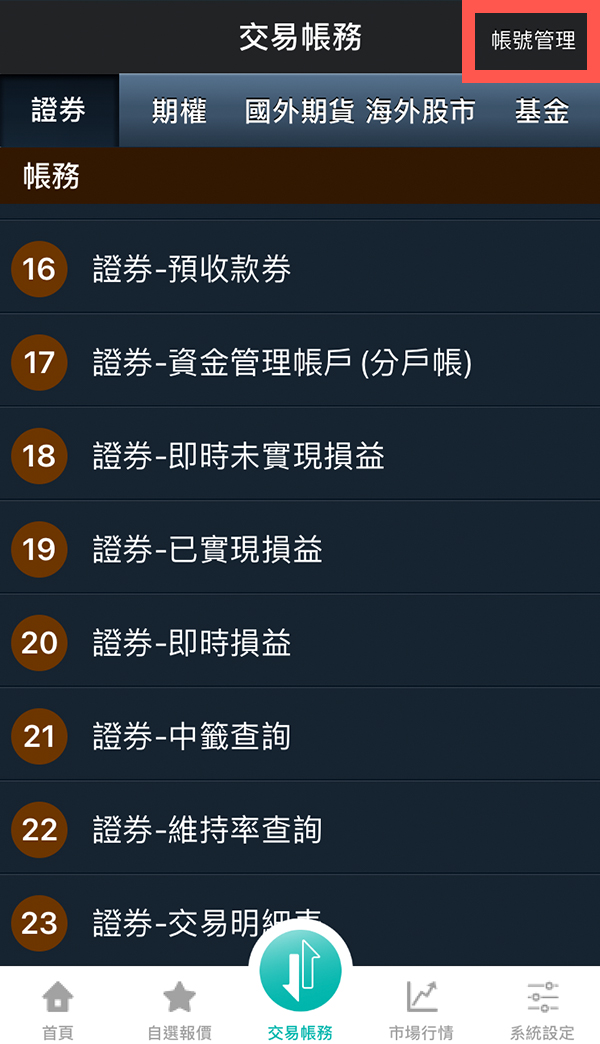 交易帳務
帳號管理
證券 期權 國外期貨 海外股市 基金
帳務
16 證券-預收款券
17 證券-資金管理帳戶 (分戶帳)
18 證券-即時未實現損益
19 證券-已實現損益
20 證券-即時損益
21 證券-中籤查詢
22 證券-維持率查詢
23 證券-交易明細表
首頁 自選報價 交易帳務 市場行情 系統設定